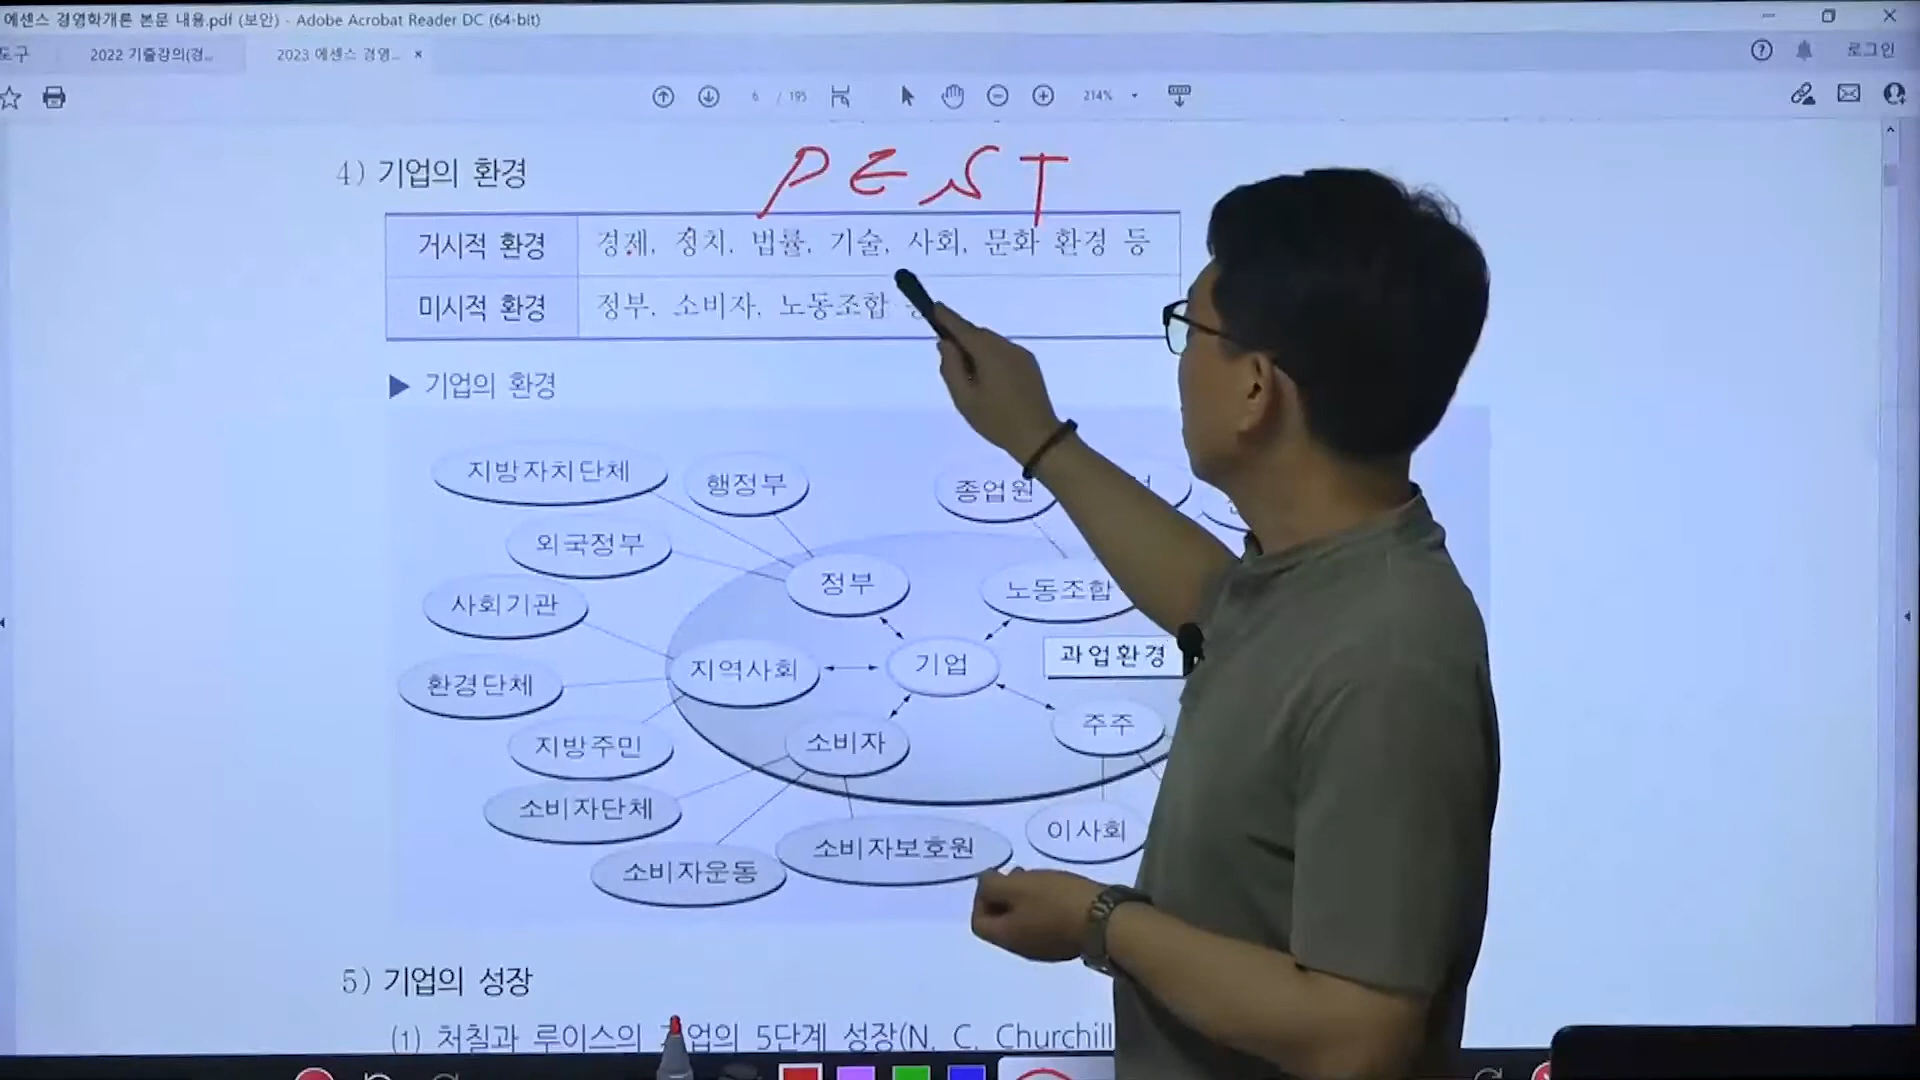 에센스 경영학개론 본문 내용.pdf (보안) - Adobe Acrobat Reader DC (64-bit)
도구
2022 기출강의(경...
2023 에센스 경영...
로그인
6 / 195
214%
4) 기업의 환경
PEST
거시적 환경
경제, 정치, 법률, 기술, 사회, 문화 환경 등
미시적 환경
정부, 소비자, 노동조합
▶ 기업의 환경
지방자치단체
행정부
종업원
외국정부
정부
노동조합
사회기관
지역사회
기업
과업환경
환경단체
주주
지방주민
소비자
소비자단체
이사회
소비자보호원
소비자운동
5) 기업의 성장
(1) 처칠과 루이스의 기업의 5단계 성장(N. C. Churchill